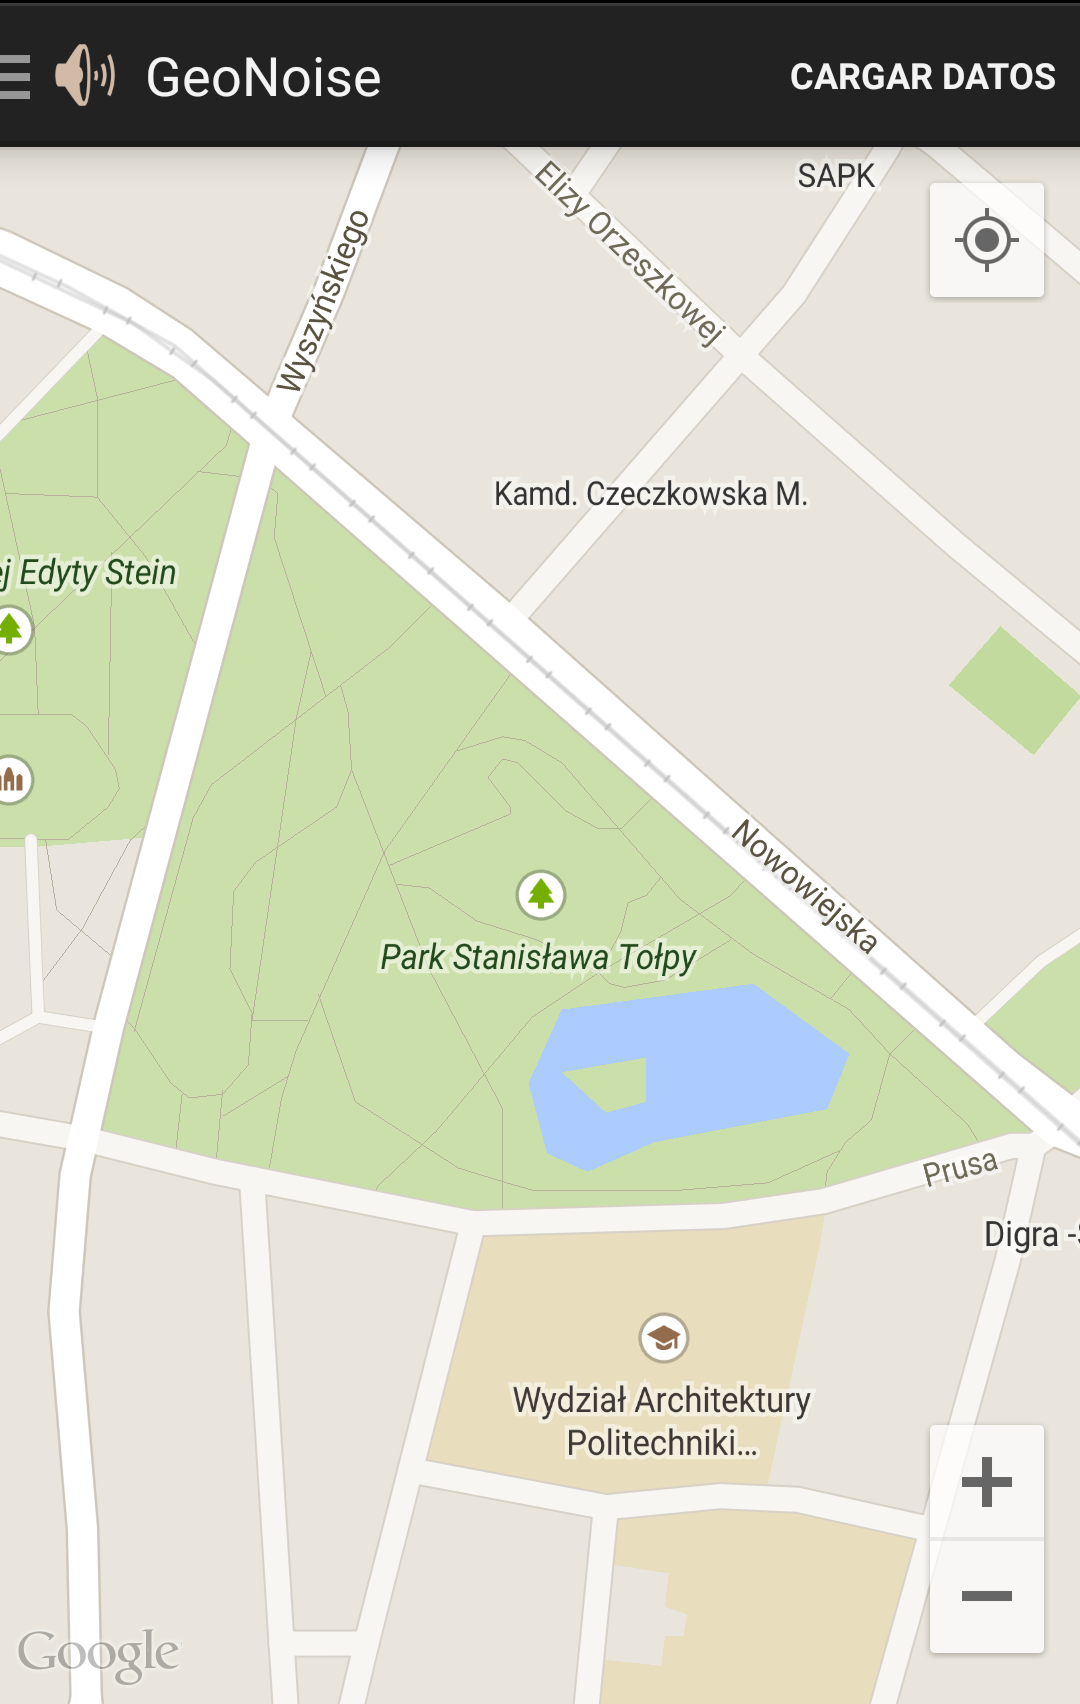 GeoNoise
CARGAR DATOS
SAPK
Elizy Orzeszkowej
Wyszyńskiego
Kamd. Czeczkowska M.
ej Edyty Stein
Nowowiejska
Park Stanisława Tołpy
Prusa
Digra -S
Wydział Architektury
Politechniki...
Google